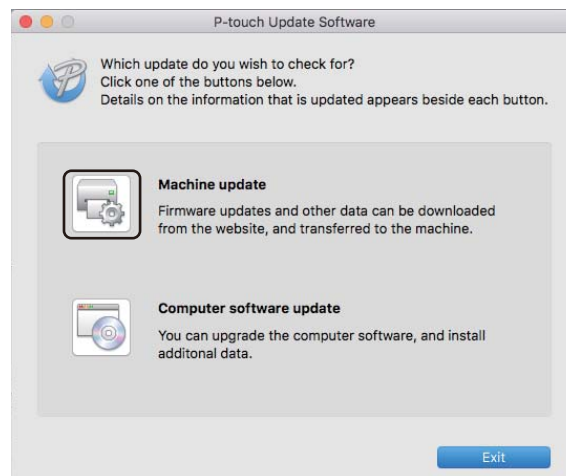 P-touch Update Software
Which update do you wish to check for?
Click one of the buttons below.
Details on the information that is updated appears beside each button.
Machine update
Firmware updates and other data can be downloaded
from the website, and transferred to the machine.
Computer software update
You can upgrade the computer software, and install
additonal data.
Exit